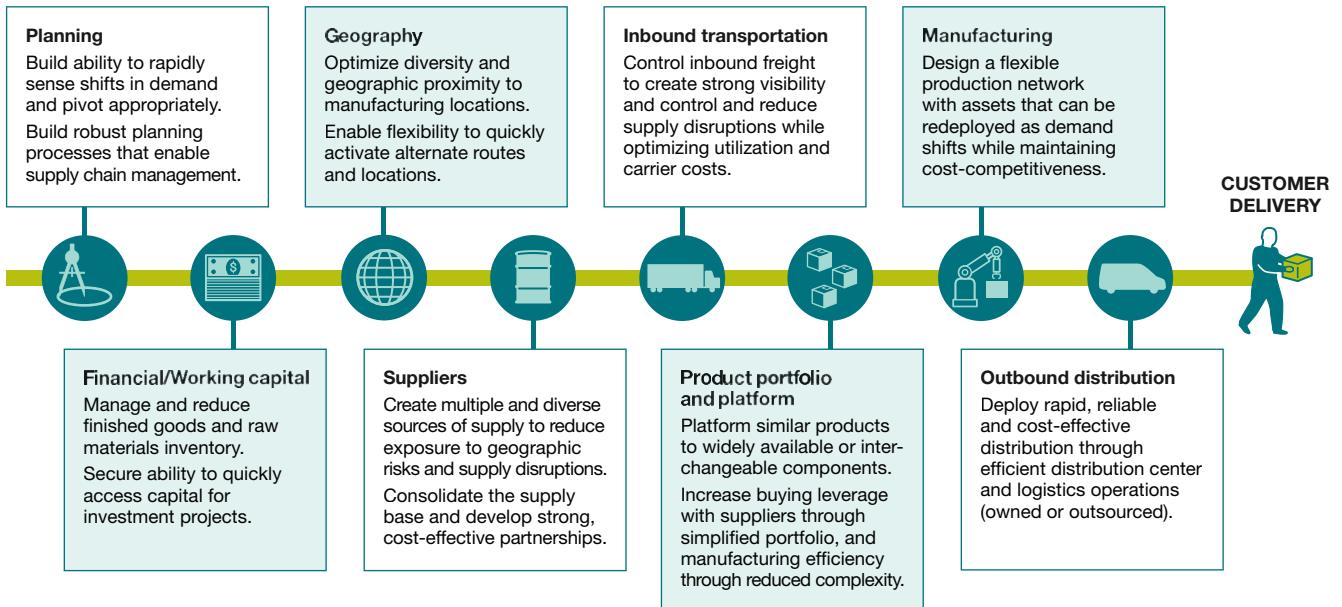 Planning
Build ability to rapidly
sense shifts in demand
and pivot appropriately.
Build robust planning
processes that enable
supply chain management.
Geography
Optimize diversity and
geographic proximity to
manufacturing locations.
Enable flexibility to quickly
activate alternate routes
and locations.
Inbound transportation
Control inbound freight
to create strong visibility
and control and reduce
supply disruptions while
optimizing utilization and
carrier costs.
Manufacturing
Design a flexible
production network
with assets that can be
redeployed as demand
shifts while maintaining
cost-competitiveness.
CUSTOMER
DELIVERY
$
Financial/Working capital
Manage and reduce
finished goods and raw
materials inventory.
Secure ability to quickly
access capital for
investment projects.
Suppliers
Create multiple and diverse
sources of supply to reduce
exposure to geographic
risks and supply disruptions.
Consolidate the supply
base and develop strong,
cost-effective partnerships.
Product portfolio
and platform
Platform similar products
to widely available or inter-
changeable components.
Increase buying leverage
with suppliers through
simplified portfolio, and
manufacturing efficiency
through reduced complexity.
Outbound distribution
Deploy rapid, reliable
and cost-effective
distribution through
efficient distribution center
and logistics operations
(owned or outsourced).